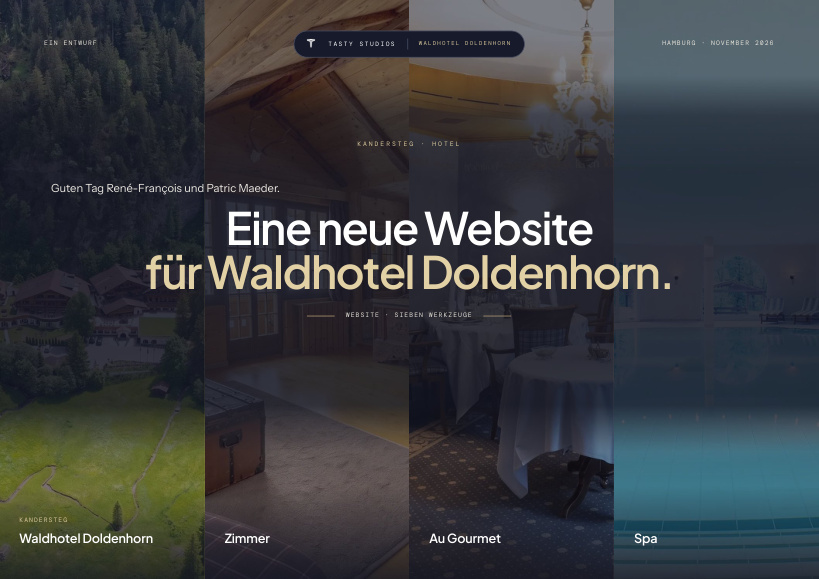 EIN ENTWURF
TASTY STUDIOS
WALDHOTEL DOLDENHORN
HAMBURG · NOVEMBER 2026
KANDERSTEG · HOTEL
Guten Tag René-François und Patric Maeder.
Eine neue Website
für Waldhotel Doldenhorn.
WEBSITE · SIEBEN WERKZEUGE
KANDERSTEG
Waldhotel Doldenhorn
Zimmer
Au Gourmet
Spa